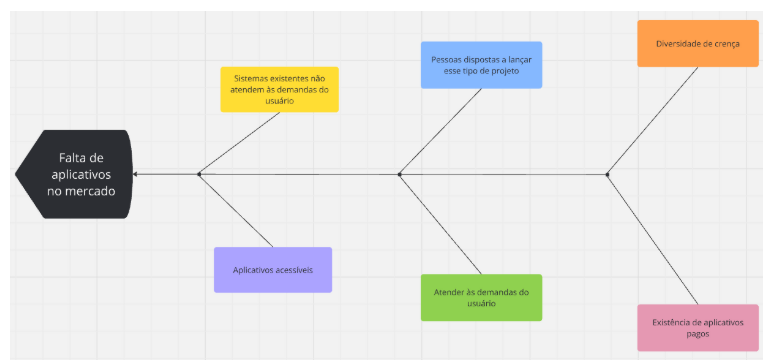 Diversidade de crença
Pessoas dispostas a lançar
esse tipo de projeto
Sistemas existentes não
atendem às demandas do
usuário
Falta de
aplicativos
no mercado
Aplicativos acessíveis
Atender às demandas do
usuário
Existência de aplicativos
pagos